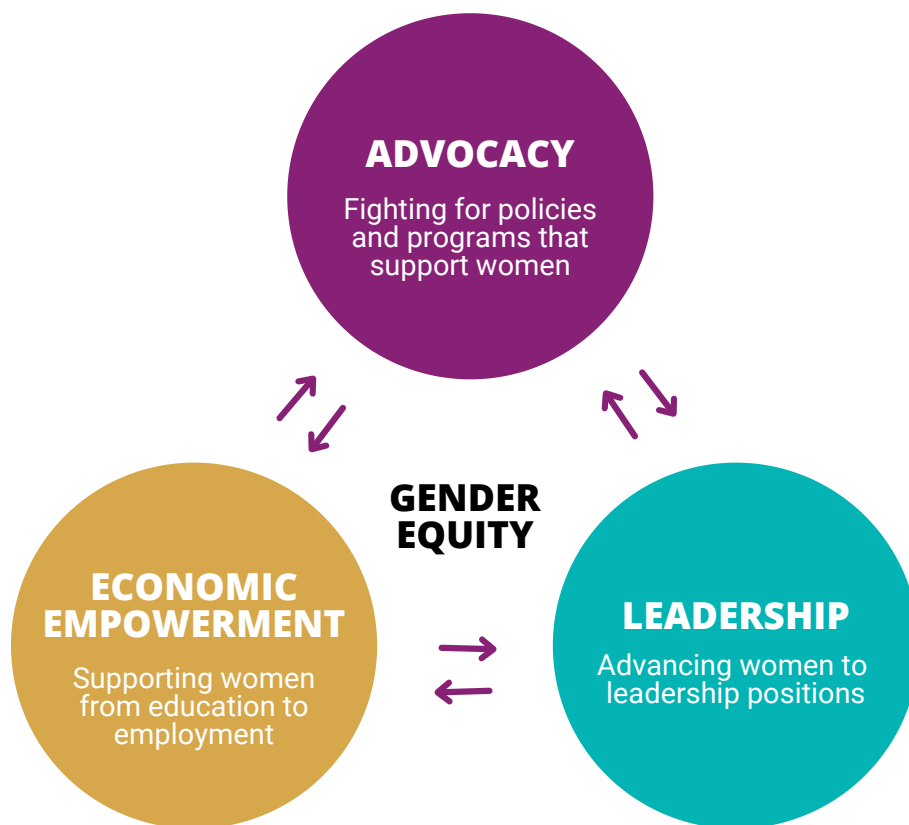 ADVOCACY
Fighting for policies
and programs that
support women
GENDER
EQUITY
ECONOMIC
EMPOWERMENT
Supporting women
from education to
employment
LEADERSHIP
Advancing women to
leadership positions